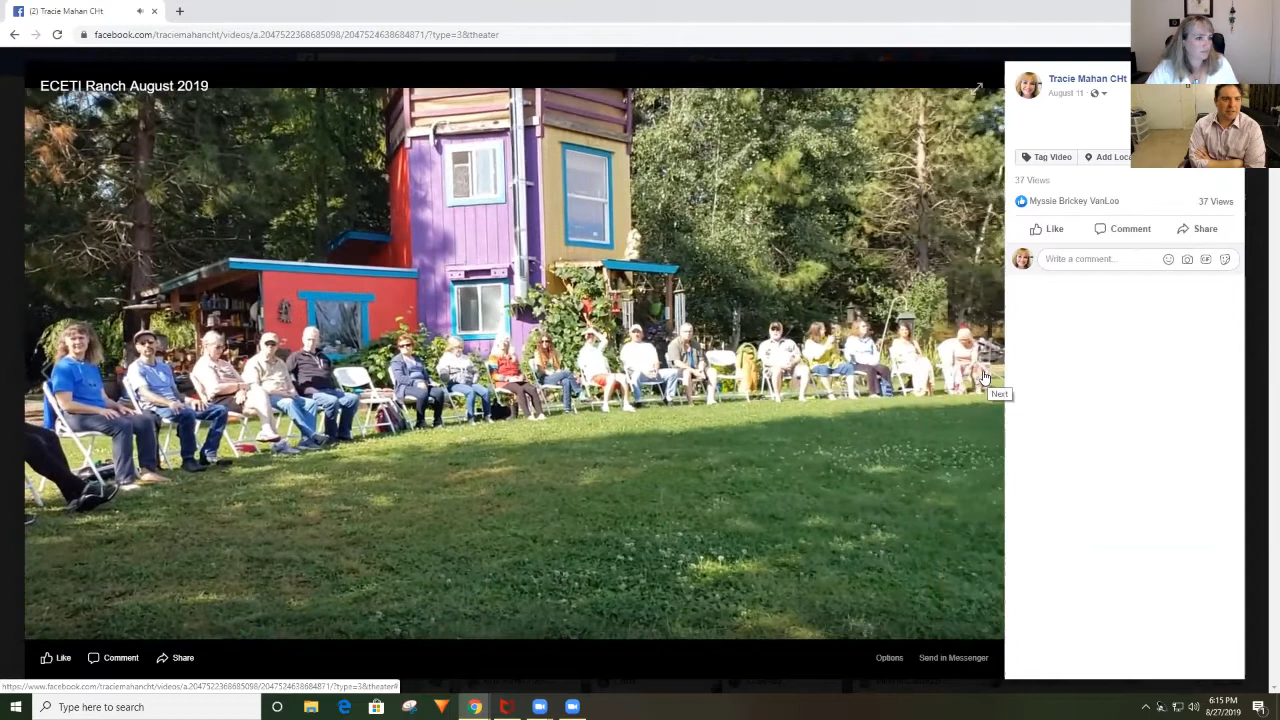 (2) Tracie Mahan CHt
facebook.com/traciemahancht/videos/a.2047522368685098/2047524638684871/?type=3&theater
ECETI Ranch August 2019
Tracie Mahan CHt
August 11
Tag Video
Add Loca
37 Views
Myssie Brickey VanLoo
37 Views
Like
Comment
Share
Write a comment...
GIF
Next
Like
Comment
Share
Options
Send in Messenger
https://www.facebook.com/traciemahancht/videos/a.2047522368685098/2047524638684871/?type=3&theater#
Type here to search
6:15 PM
8/27/2019